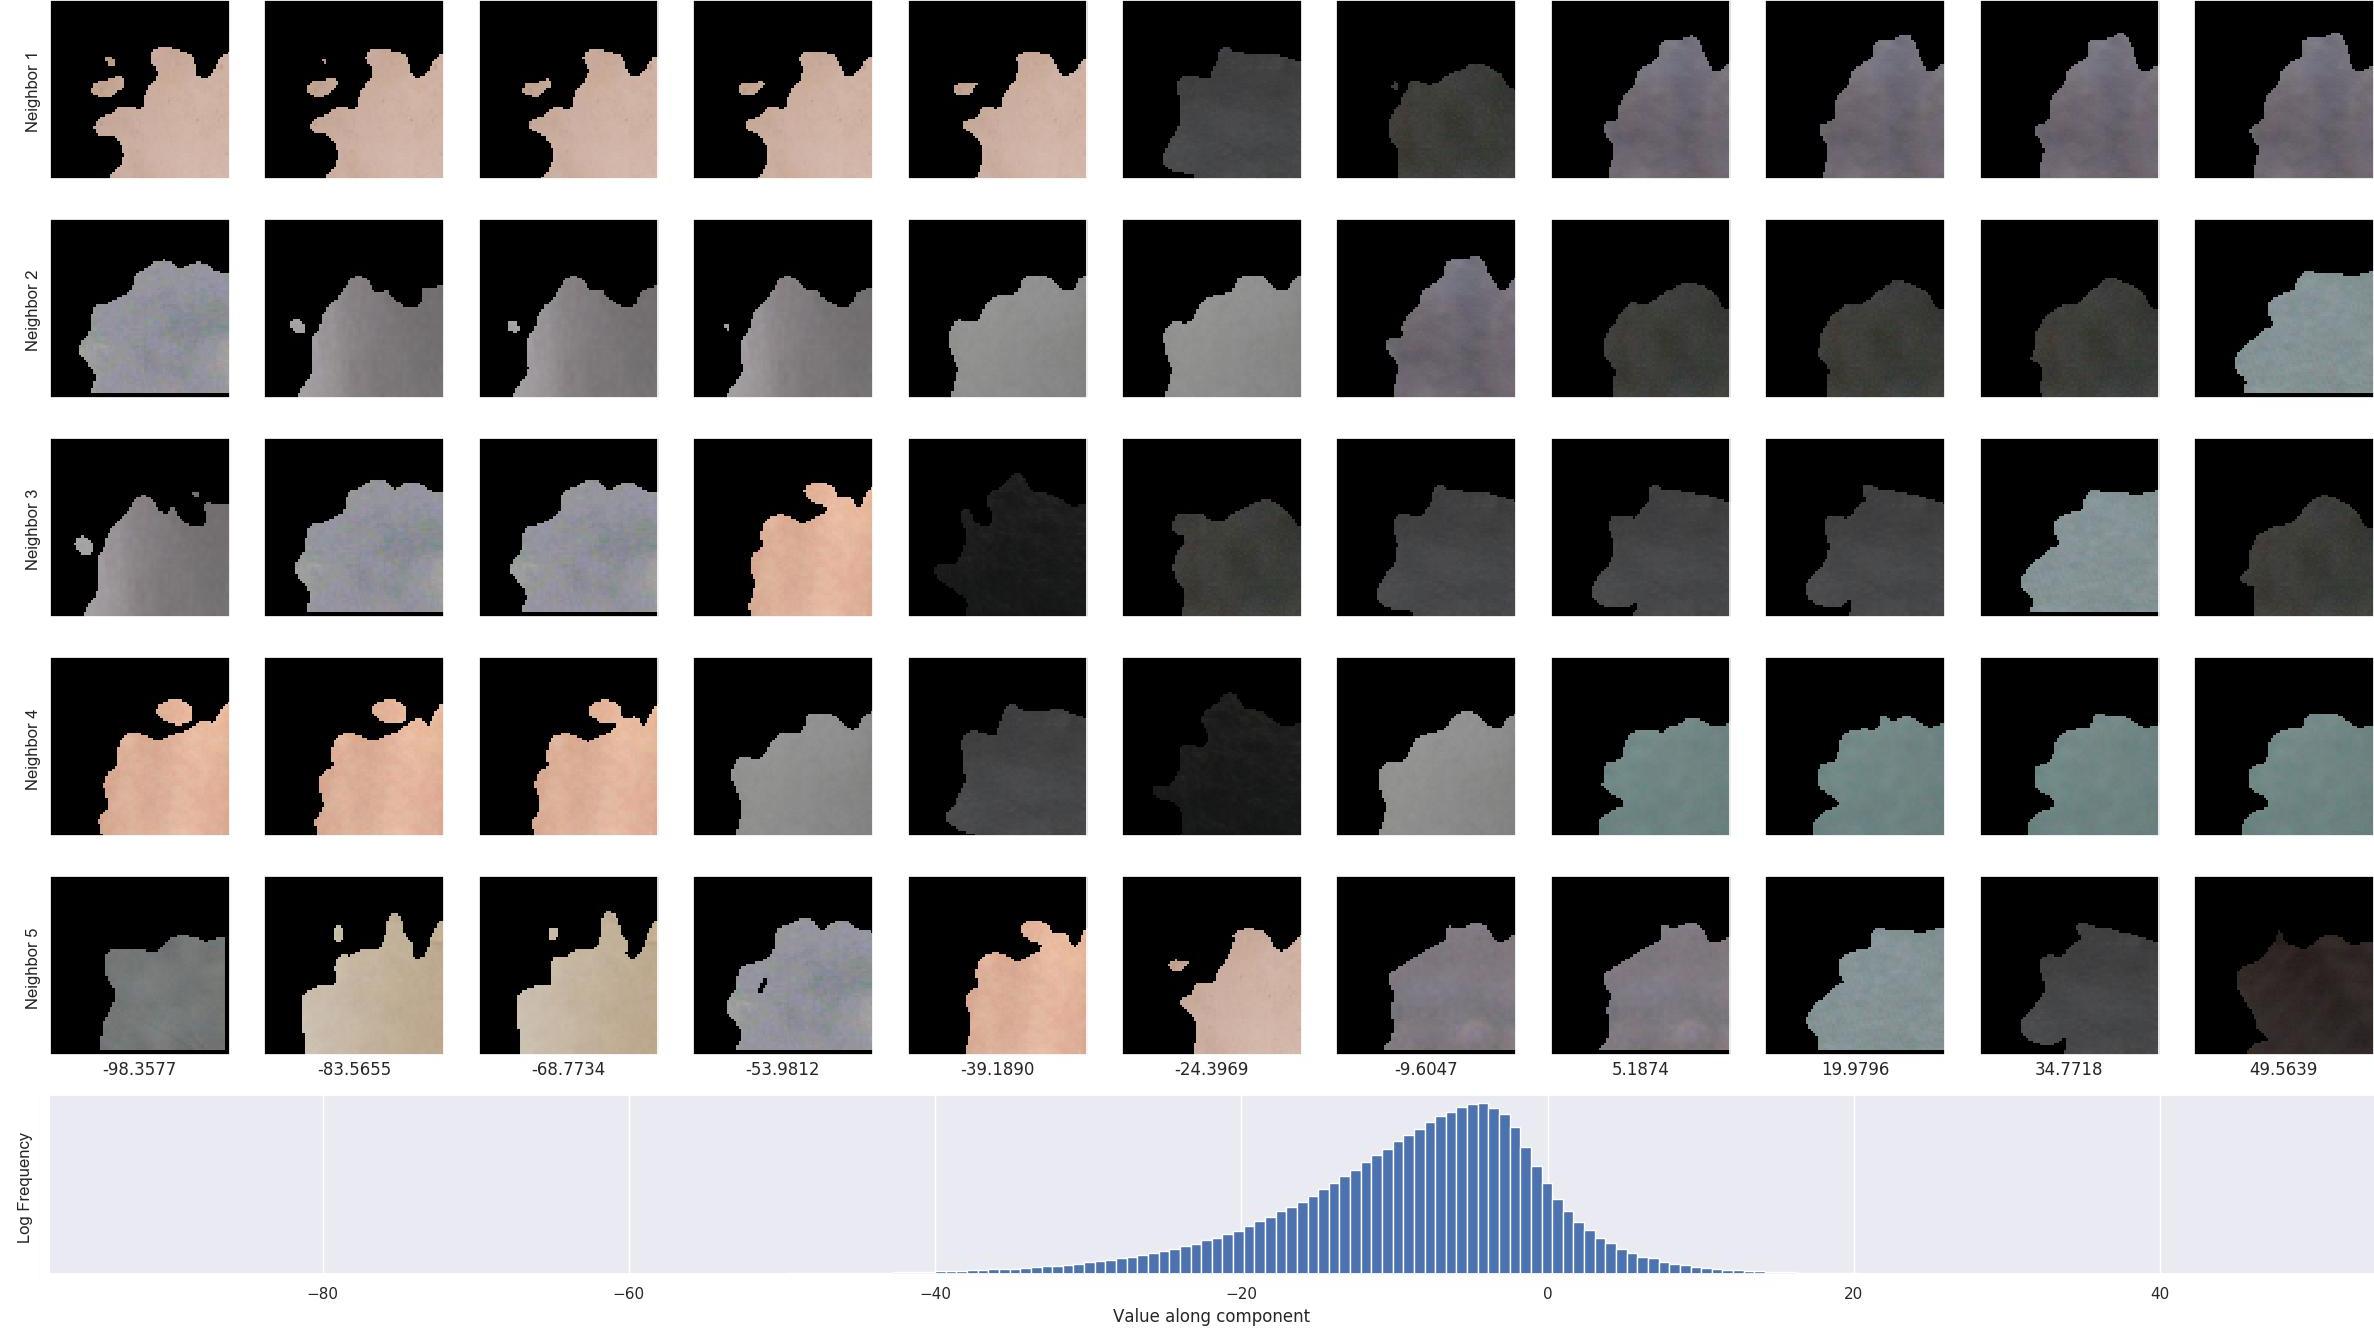 Neighbor 1
Neighbor 2
Neighbor 3
Neighbor 4
Neighbor 5
-98.3577 -83.5655 -68.7734 -53.9812 -39.1890 -24.3969 -9.6047 5.1874 19.9796 34.7718 49.5639
Log Frequency
−80 −60 −40 −20 0 20 40
Value along component